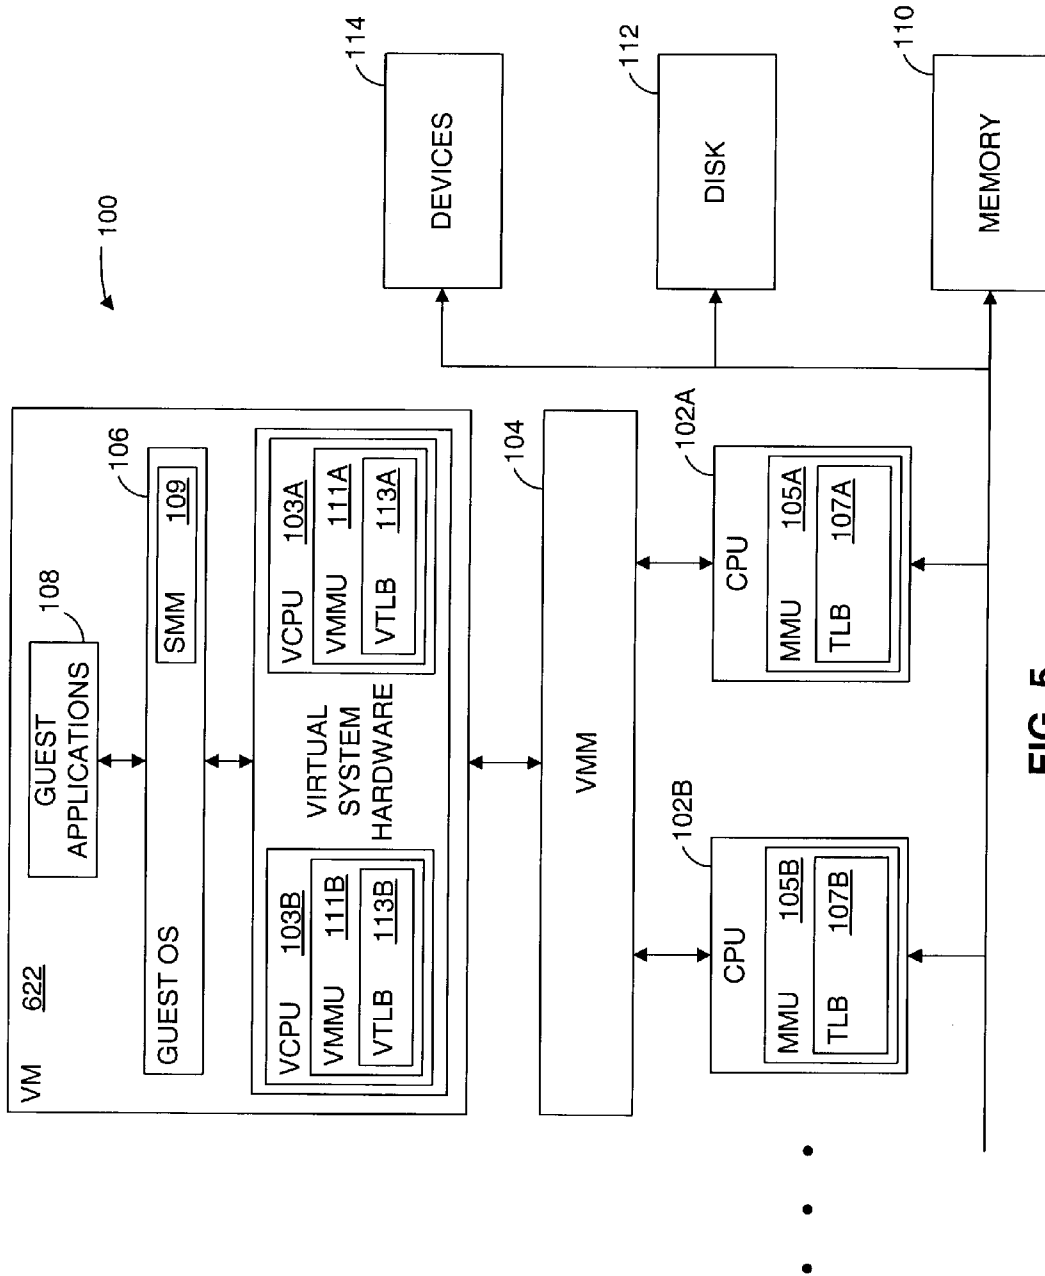 100
VM
622
GUEST
APPLICATIONS
108
GUEST OS
SMM
109
106
VCPU
103B
VMMU
111B
VTLB
113B
VIRTUAL
SYSTEM
HARDWARE
VCPU
103A
VMMU
111A
VTLB
113A
VMM
104
CPU
102B
MMU
105B
TLB
107B
CPU
102A
MMU
105A
TLB
107A
DEVICES
114
DISK
112
MEMORY
110
FIG. 5